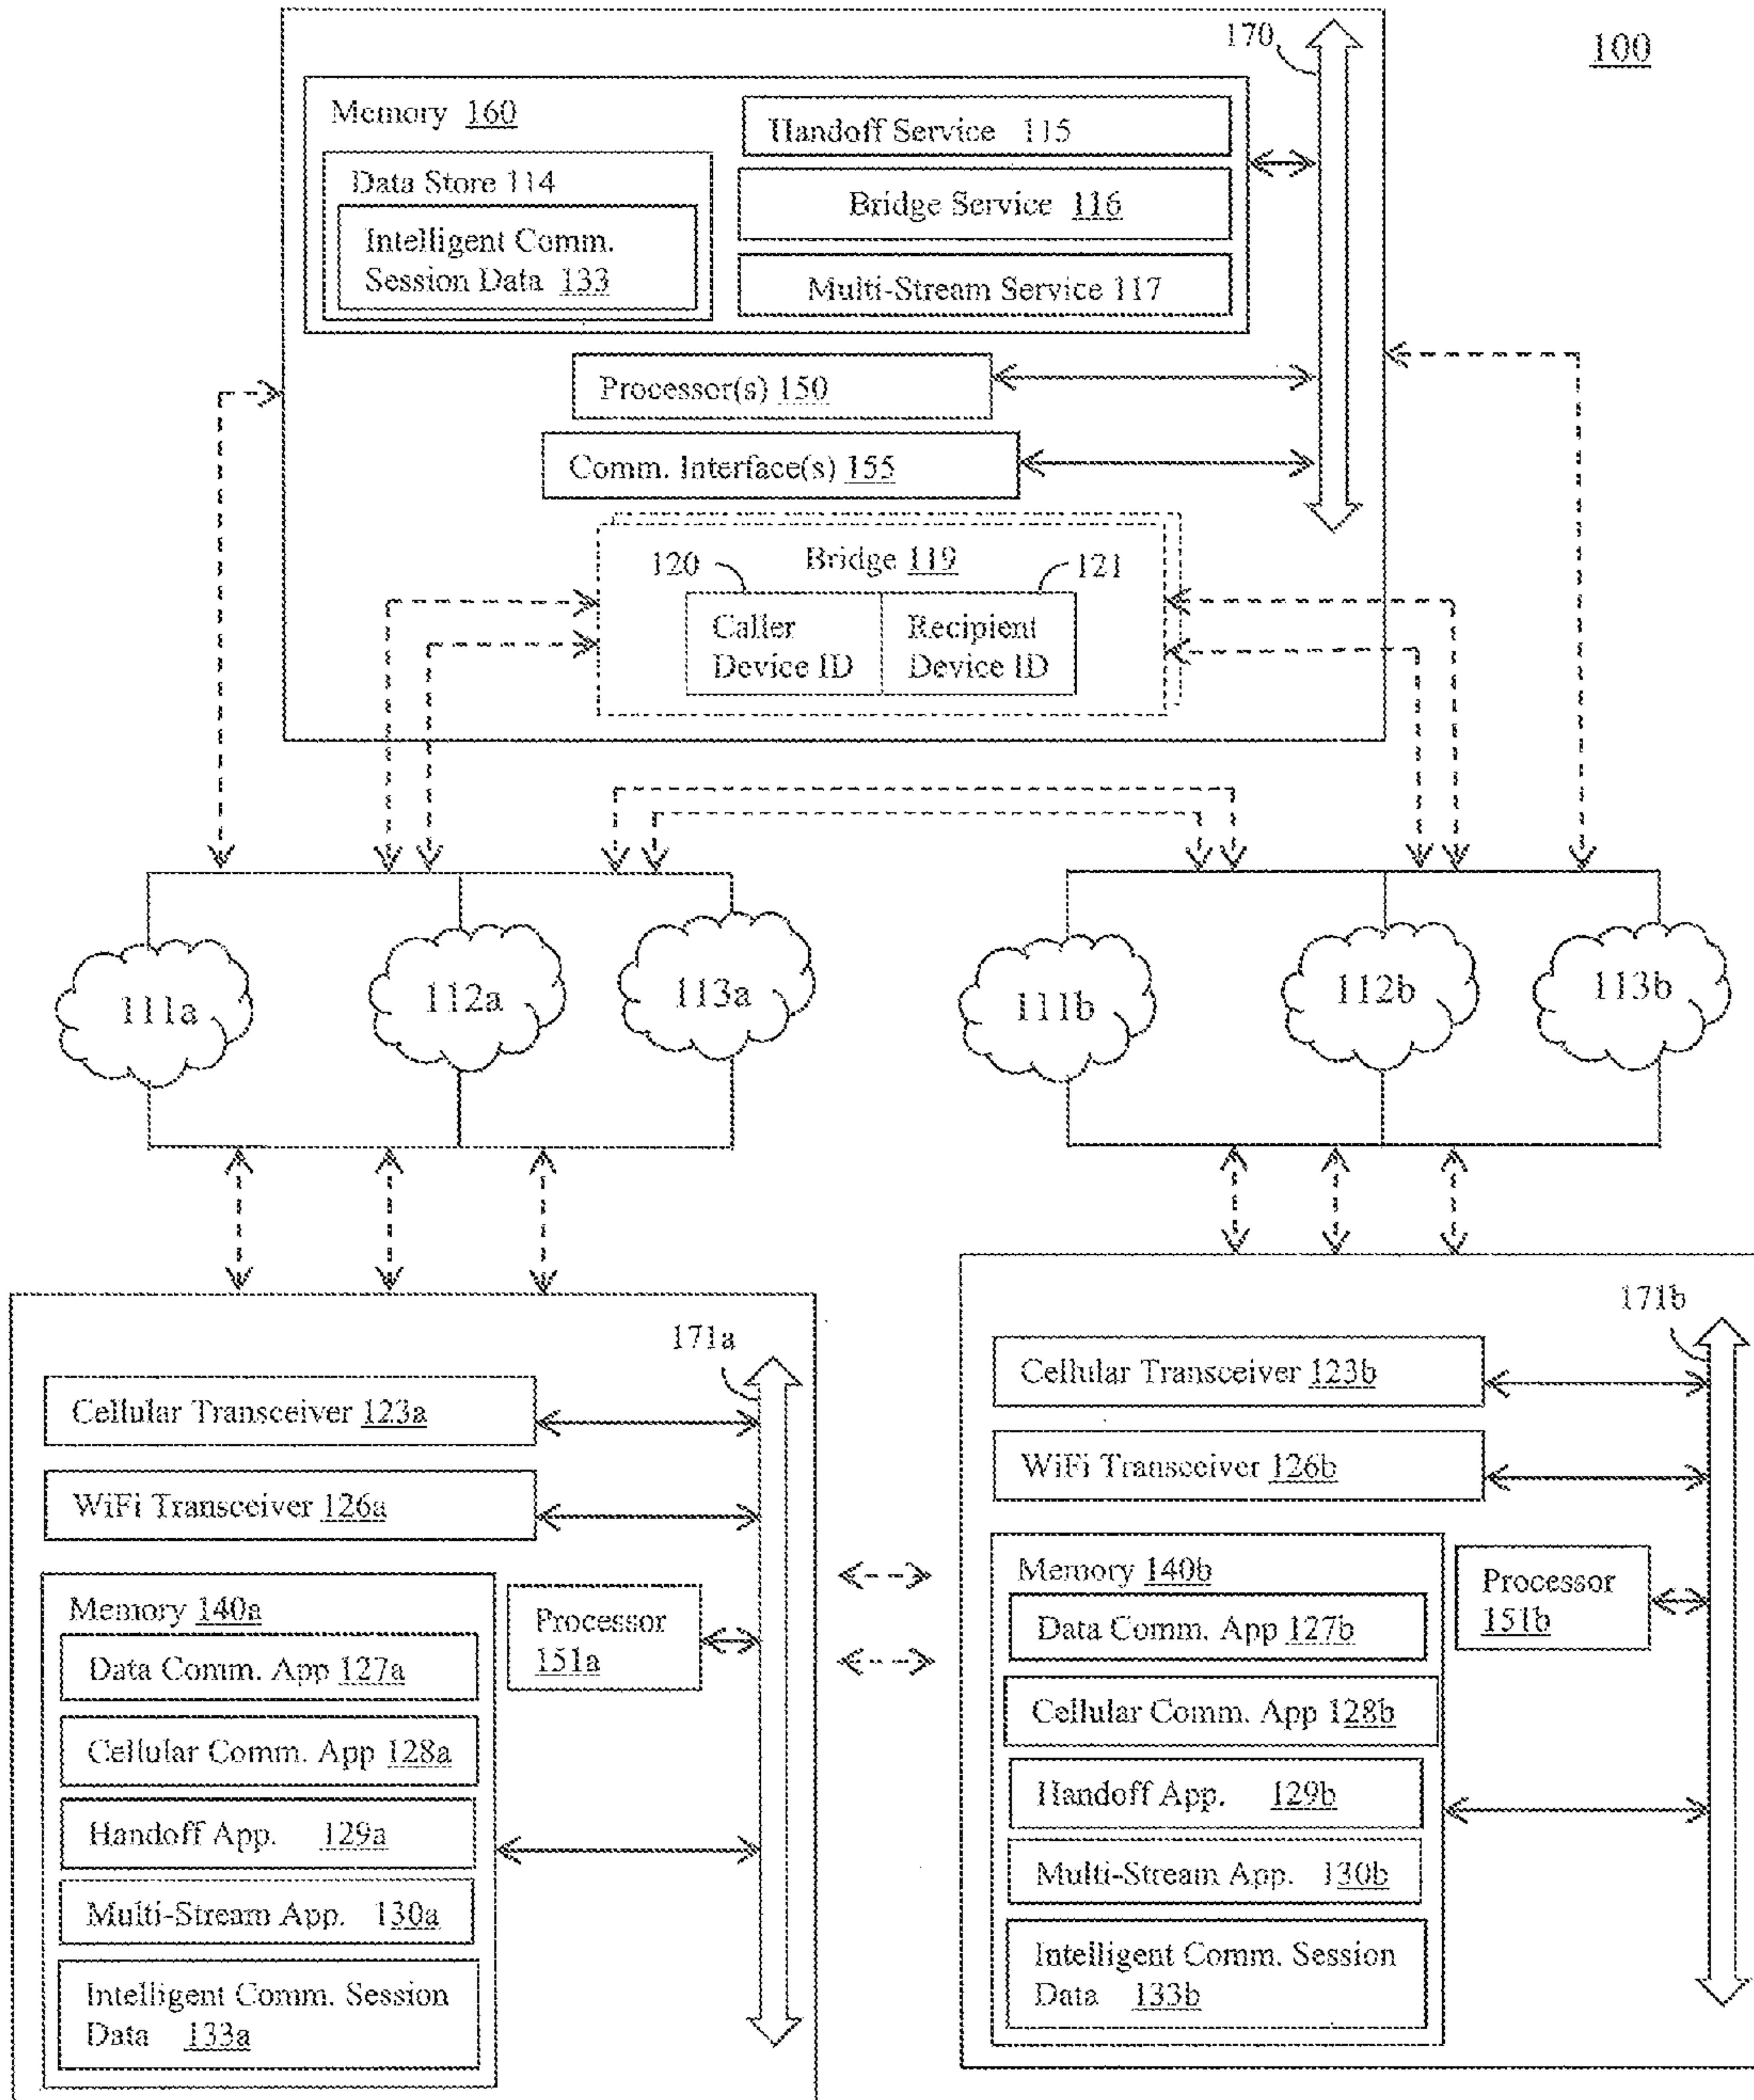 100
170
Memory 160
Handoff Service 115
Data Store 114
Bridge Service 116
Intelligent Comm.
Session Data 133
Multi-Stream Service 117
Processor(s) 150
Comm. Interface(s) 155
Bridge 119
120
121
Caller
Device ID
Recipient
Device ID
111a
112a
113a
111b
112b
113b
171a
Cellular Transceiver 123a
WiFi Transceiver 126a
Memory 140a
Processor
151a
Data Comm. App 127a
Cellular Comm. App 128a
Handoff App. 129a
Multi-Stream App. 130a
Intelligent Comm. Session
Data 133a
171b
Cellular Transceiver 123b
WiFi Transceiver 126b
Memory 140b
Processor
151b
Data Comm. App 127b
Cellular Comm. App 128b
Handoff App. 129b
Multi-Stream App. 130b
Intelligent Comm. Session
Data 133b